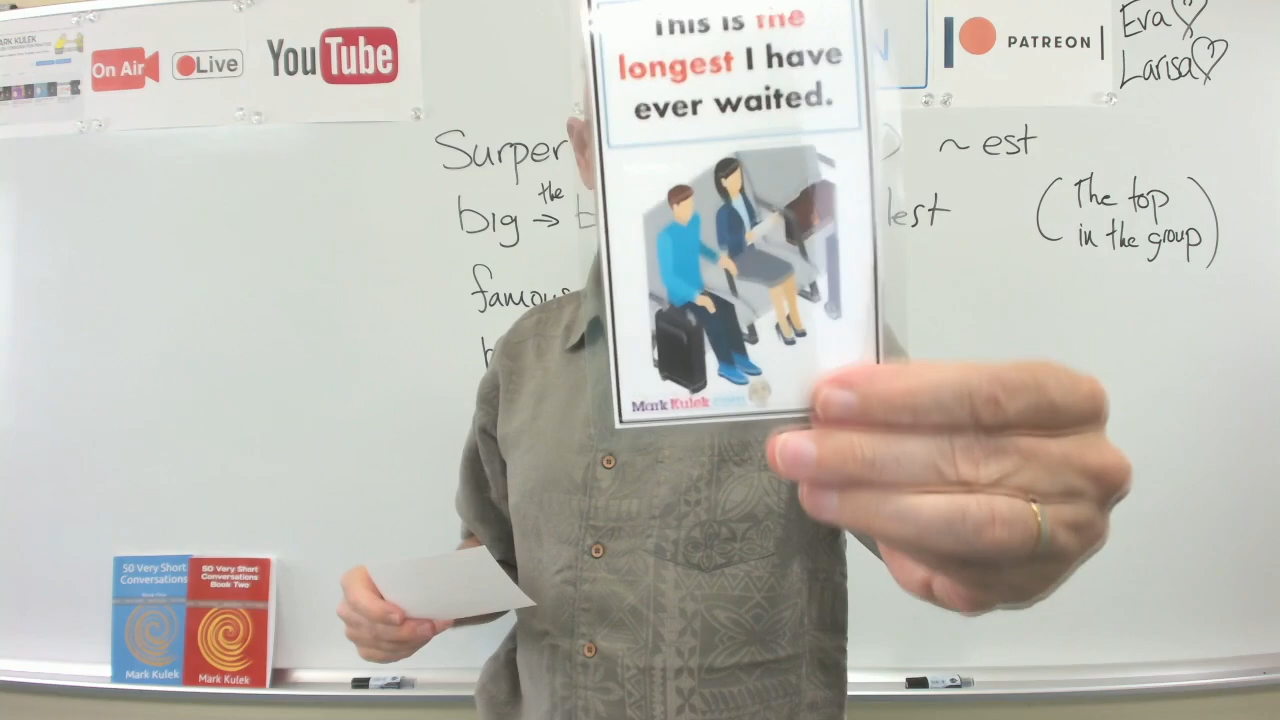 ARK KULEK
On Air
Live
YouTube
PATREON
Eva
Larisa
This is the
longest I have
ever waited.
Mark Kulek
Surper
~ est
big → the
lest
(The top
in the group)
famous
50 Very Short
Conversations
Mark Kulek
50 Very Short
Conversations
Book Two
Mark Kulek